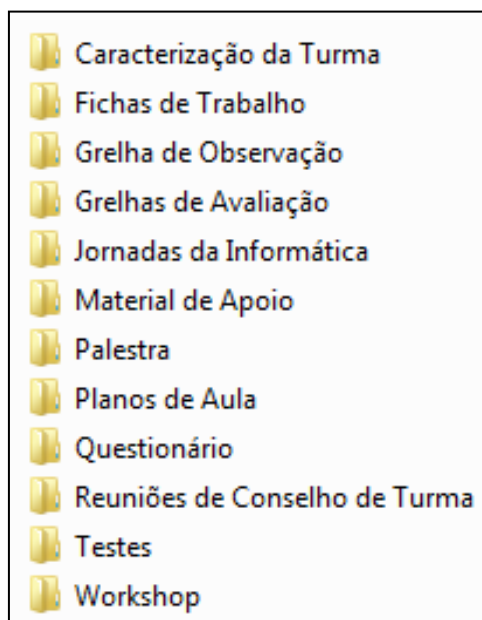 Caracterização da Turma
Fichas de Trabalho
Grelha de Observação
Grelhas de Avaliação
Jornadas da Informática
Material de Apoio
Palestra
Planos de Aula
Questionário
Reuniões de Conselho de Turma
Testes
Workshop